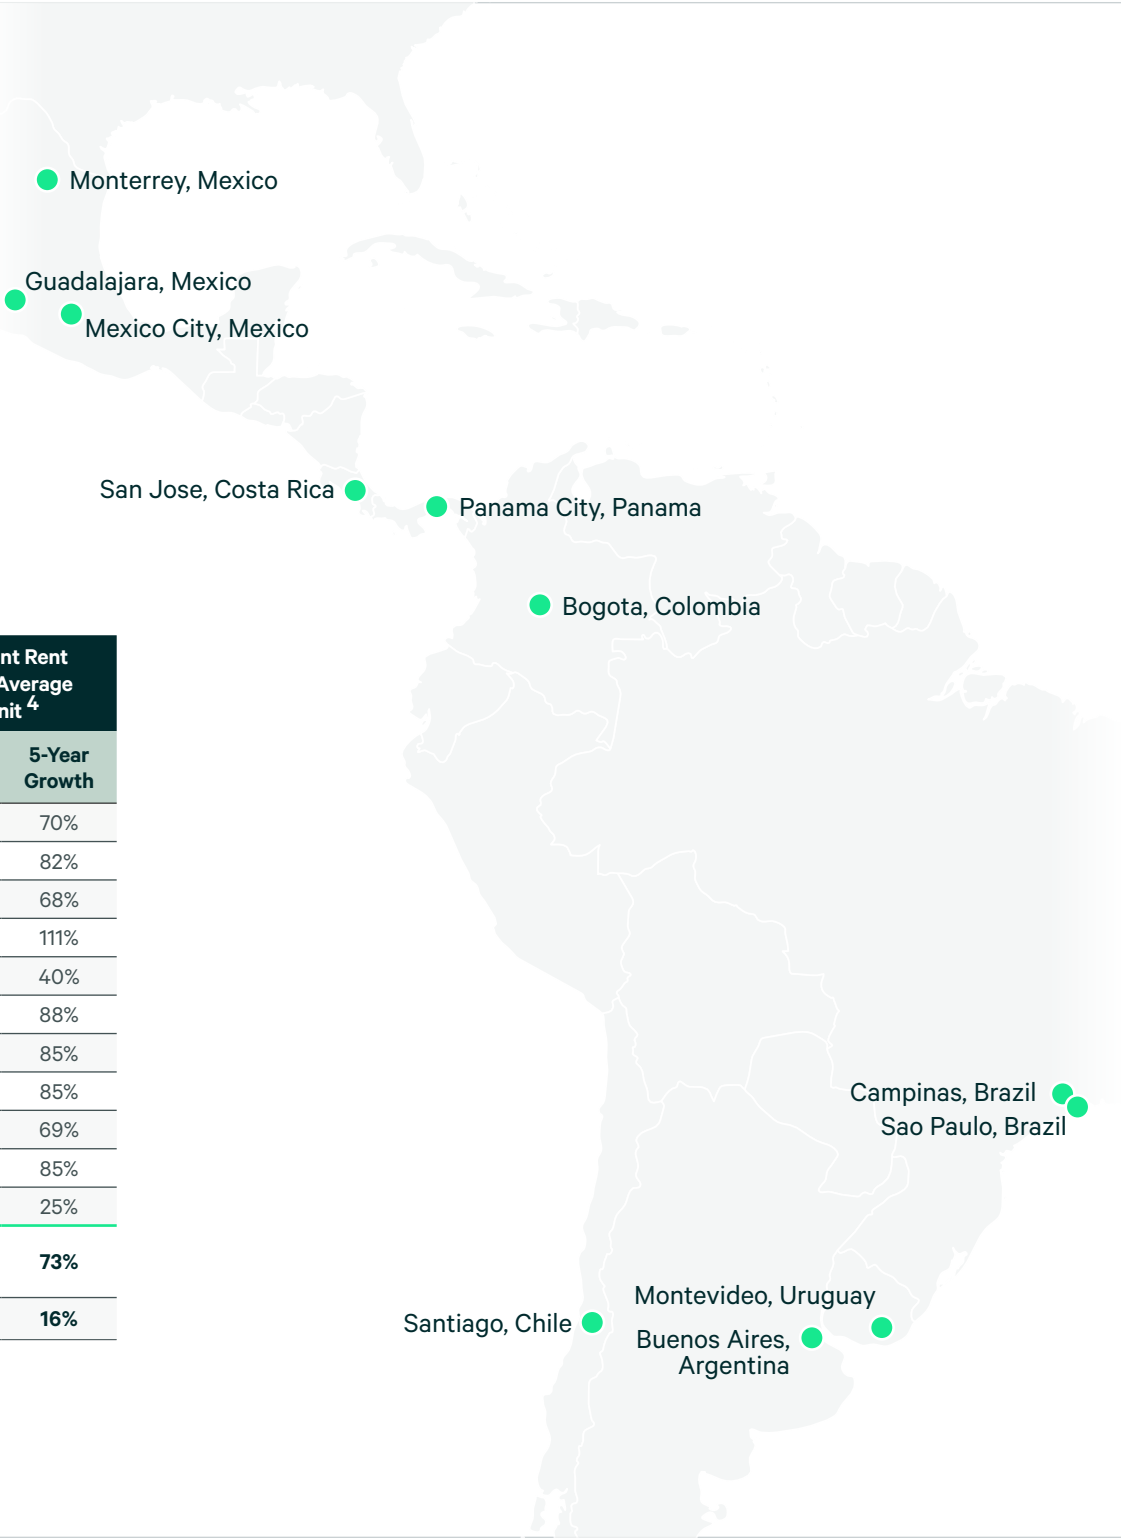 Monterrey, Mexico
Guadalajara, Mexico
Mexico City, Mexico
San Jose, Costa Rica
Panama City, Panama
Bogota, Colombia
Campinas, Brazil
Sao Paulo, Brazil
Montevideo, Uruguay
Santiago, Chile
Buenos Aires,
Argentina
nt Rent
Average
nit 4
5-Year
Growth
70%
82%
68%
111%
40%
88%
85%
85%
69%
85%
25%
73%
16%